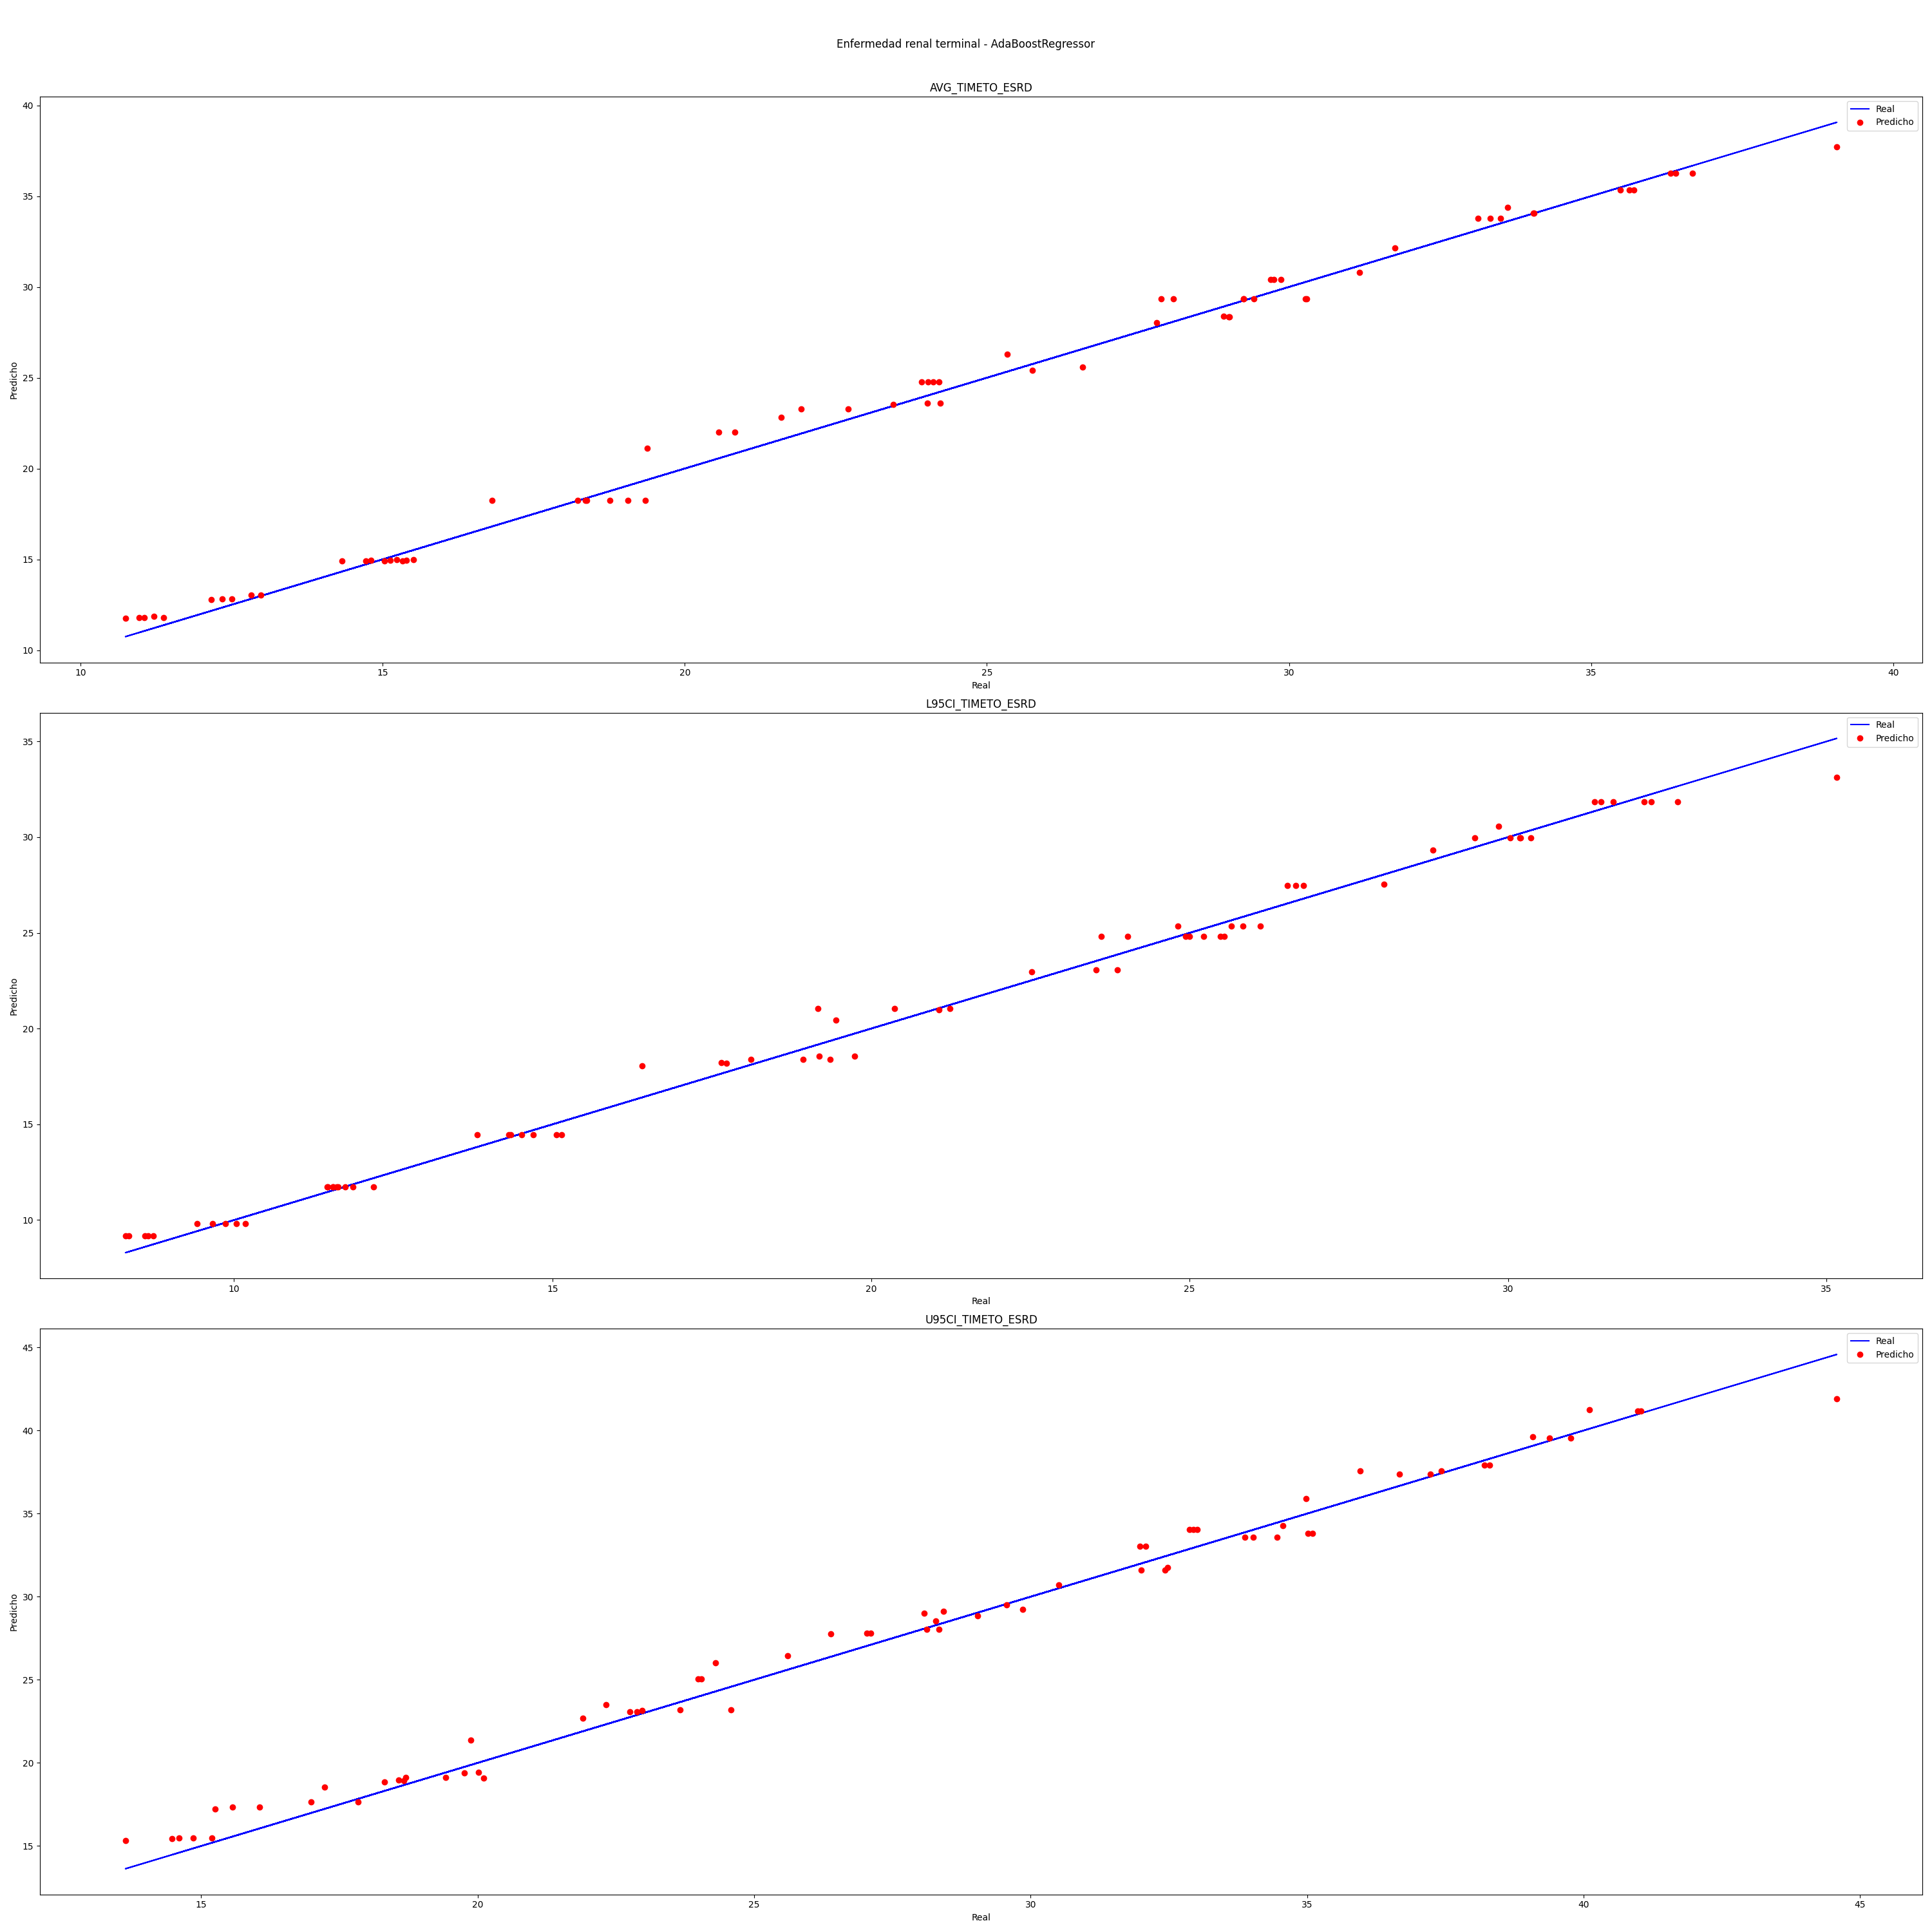 Enfermedad renal terminal - AdaBoostRegressor
AVG_TIMETO_ESRD
Real
Predicho
40
35
30
25
20
15
10
Predicho
10 15 20 25 30 35 40
Real
L95CI_TIMETO_ESRD
Real
Predicho
35
30
25
20
15
10
Predicho
10 15 20 25 30 35
Real
U95CI_TIMETO_ESRD
Real
Predicho
45
40
35
30
25
20
15
Predicho
15 20 25 30 35 40 45
Real